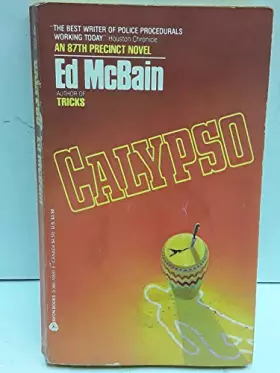 "THE BEST WRITER OF POLICE PROCEDURALS
WORKING TODAY" Houston Chronicle
AN 87TH PRECINCT NOVEL
Ed McBain
AUTHOR OF
TRICKS
CALYPSO